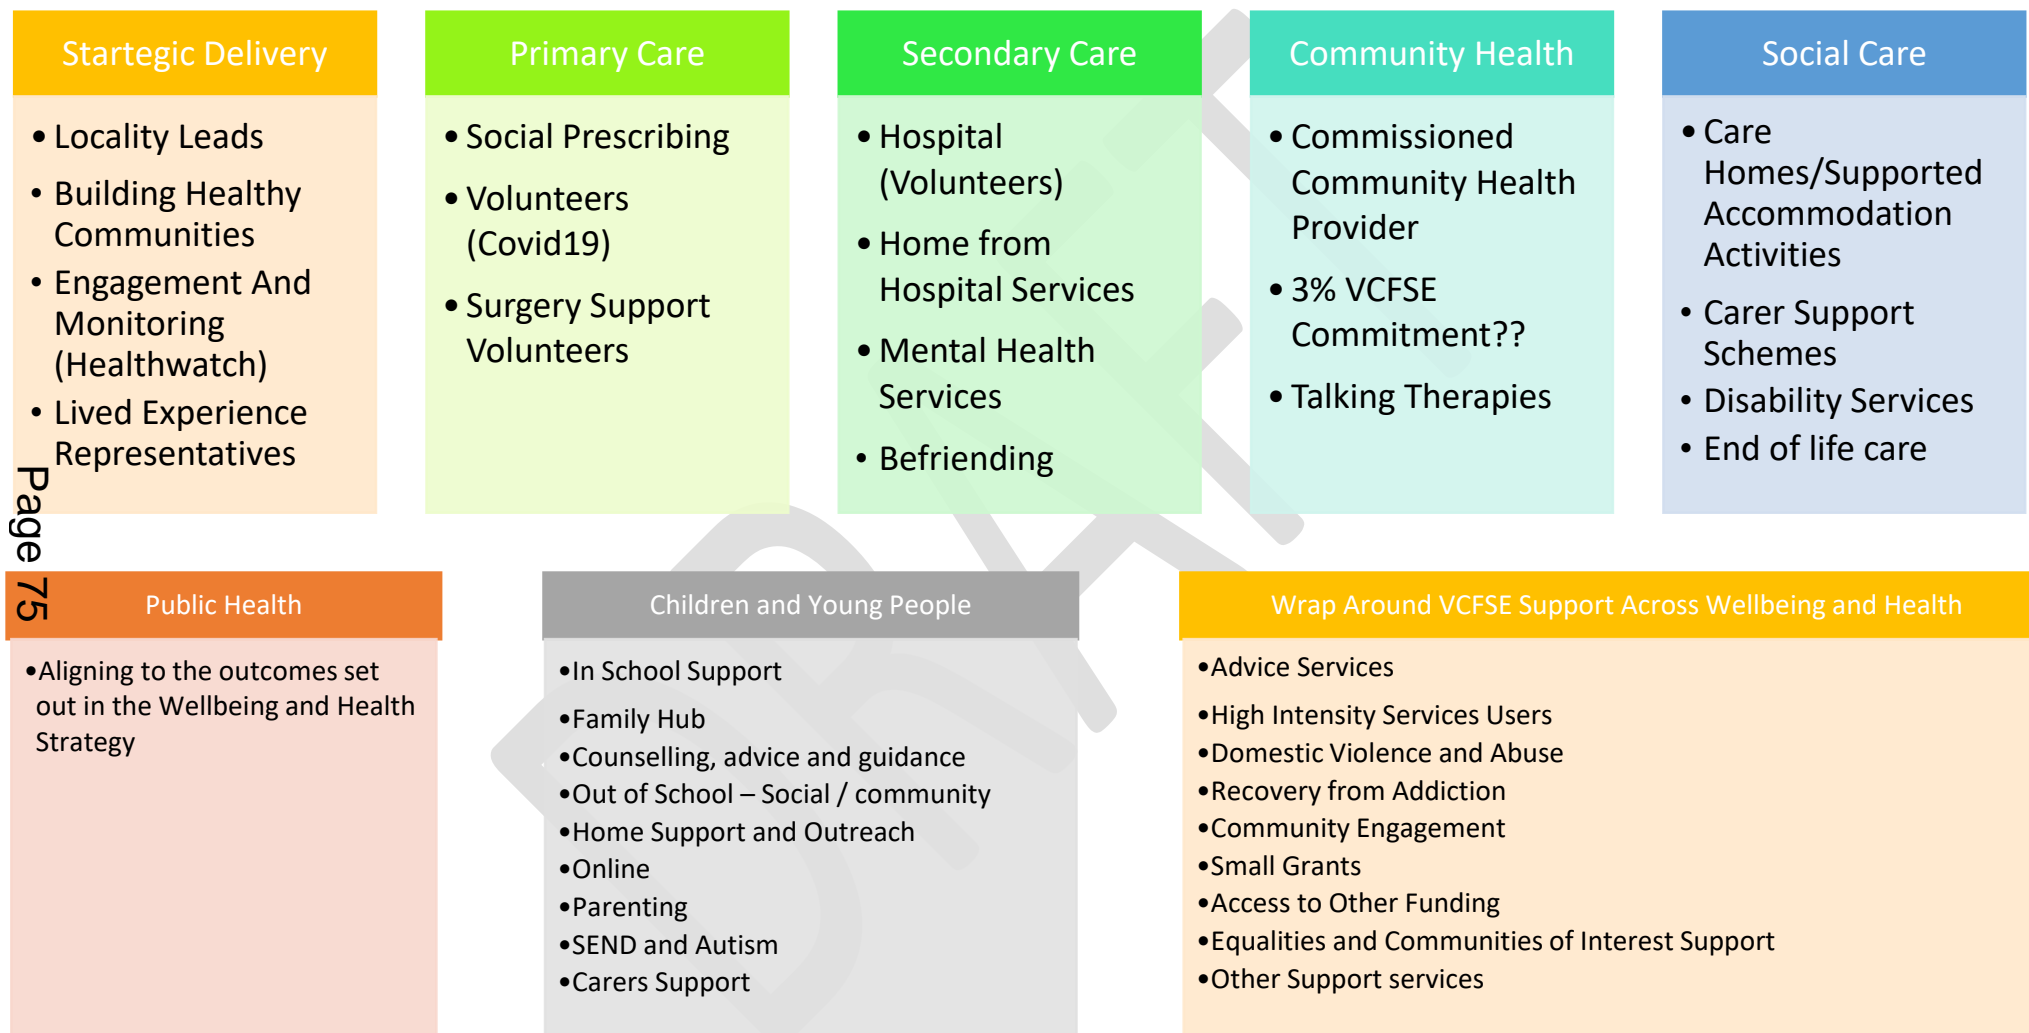 Startegic Delivery
• Locality Leads
• Building Healthy
Communities
• Engagement And
Monitoring
(Healthwatch)
• Lived Experience
Representatives
Primary Care
• Social Prescribing
• Volunteers
(Covid19)
• Surgery Support
Volunteers
Secondary Care
• Hospital
(Volunteers)
• Home from
Hospital Services
• Mental Health
Services
• Befriending
Community Health
• Commissioned
Community Health
Provider
• 3% VCFSE
Commitment??
• Talking Therapies
Social Care
• Care
Homes/Supported
Accommodation
Activities
• Carer Support
Schemes
• Disability Services
• End of life care
Page 75
Public Health
•Aligning to the outcomes set
out in the Wellbeing and Health
Strategy
Children and Young People
•In School Support
•Family Hub
•Counselling, advice and guidance
•Out of School – Social / community
•Home Support and Outreach
•Online
•Parenting
•SEND and Autism
•Carers Support
Wrap Around VCFSE Support Across Wellbeing and Health
•Advice Services
•High Intensity Services Users
•Domestic Violence and Abuse
•Recovery from Addiction
•Community Engagement
•Small Grants
•Access to Other Funding
•Equalities and Communities of Interest Support
•Other Support services
DRAFT